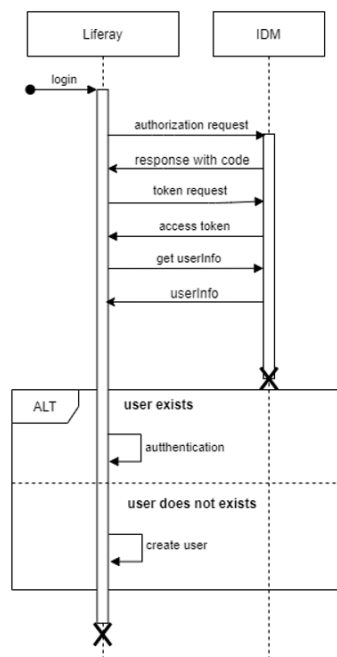 Liferay
IDM
login
authorization request
response with code
token request
access token
get userInfo
userInfo
ALT
user exists
autthentication
user does not exists
create user